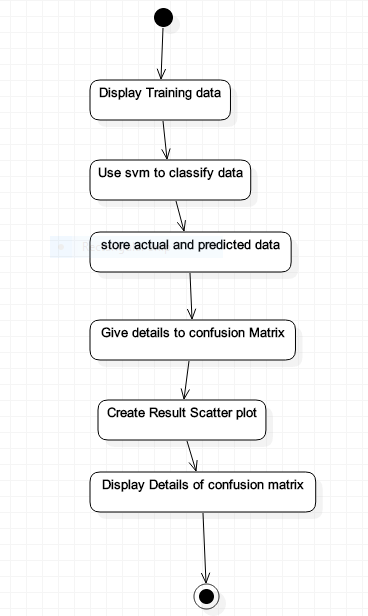 Display Training data
Use svm to classify data
store actual and predicted data
Give details to confusion Matrix
Create Result Scatter plot
Display Details of confusion matrix